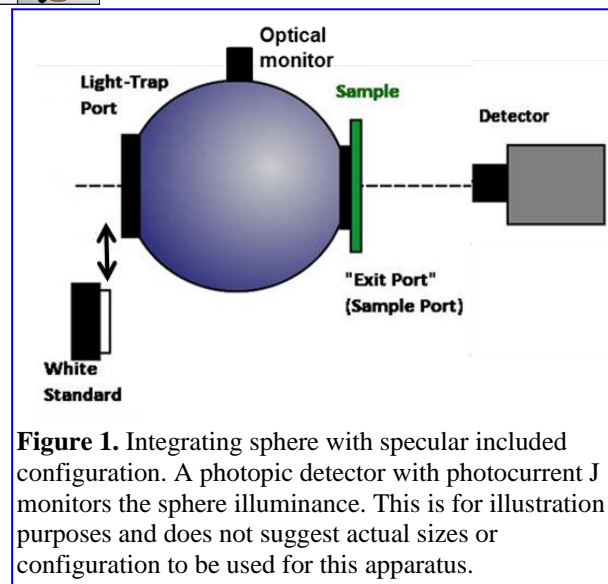 Optical
monitor
Light-Trap
Port
Sample
Detector
"Exit Port"
(Sample Port)
White
Standard
Figure 1. Integrating sphere with specular included
configuration. A photopic detector with photocurrent J
monitors the sphere illuminance. This is for illustration
purposes and does not suggest actual sizes or
configuration to be used for this apparatus.